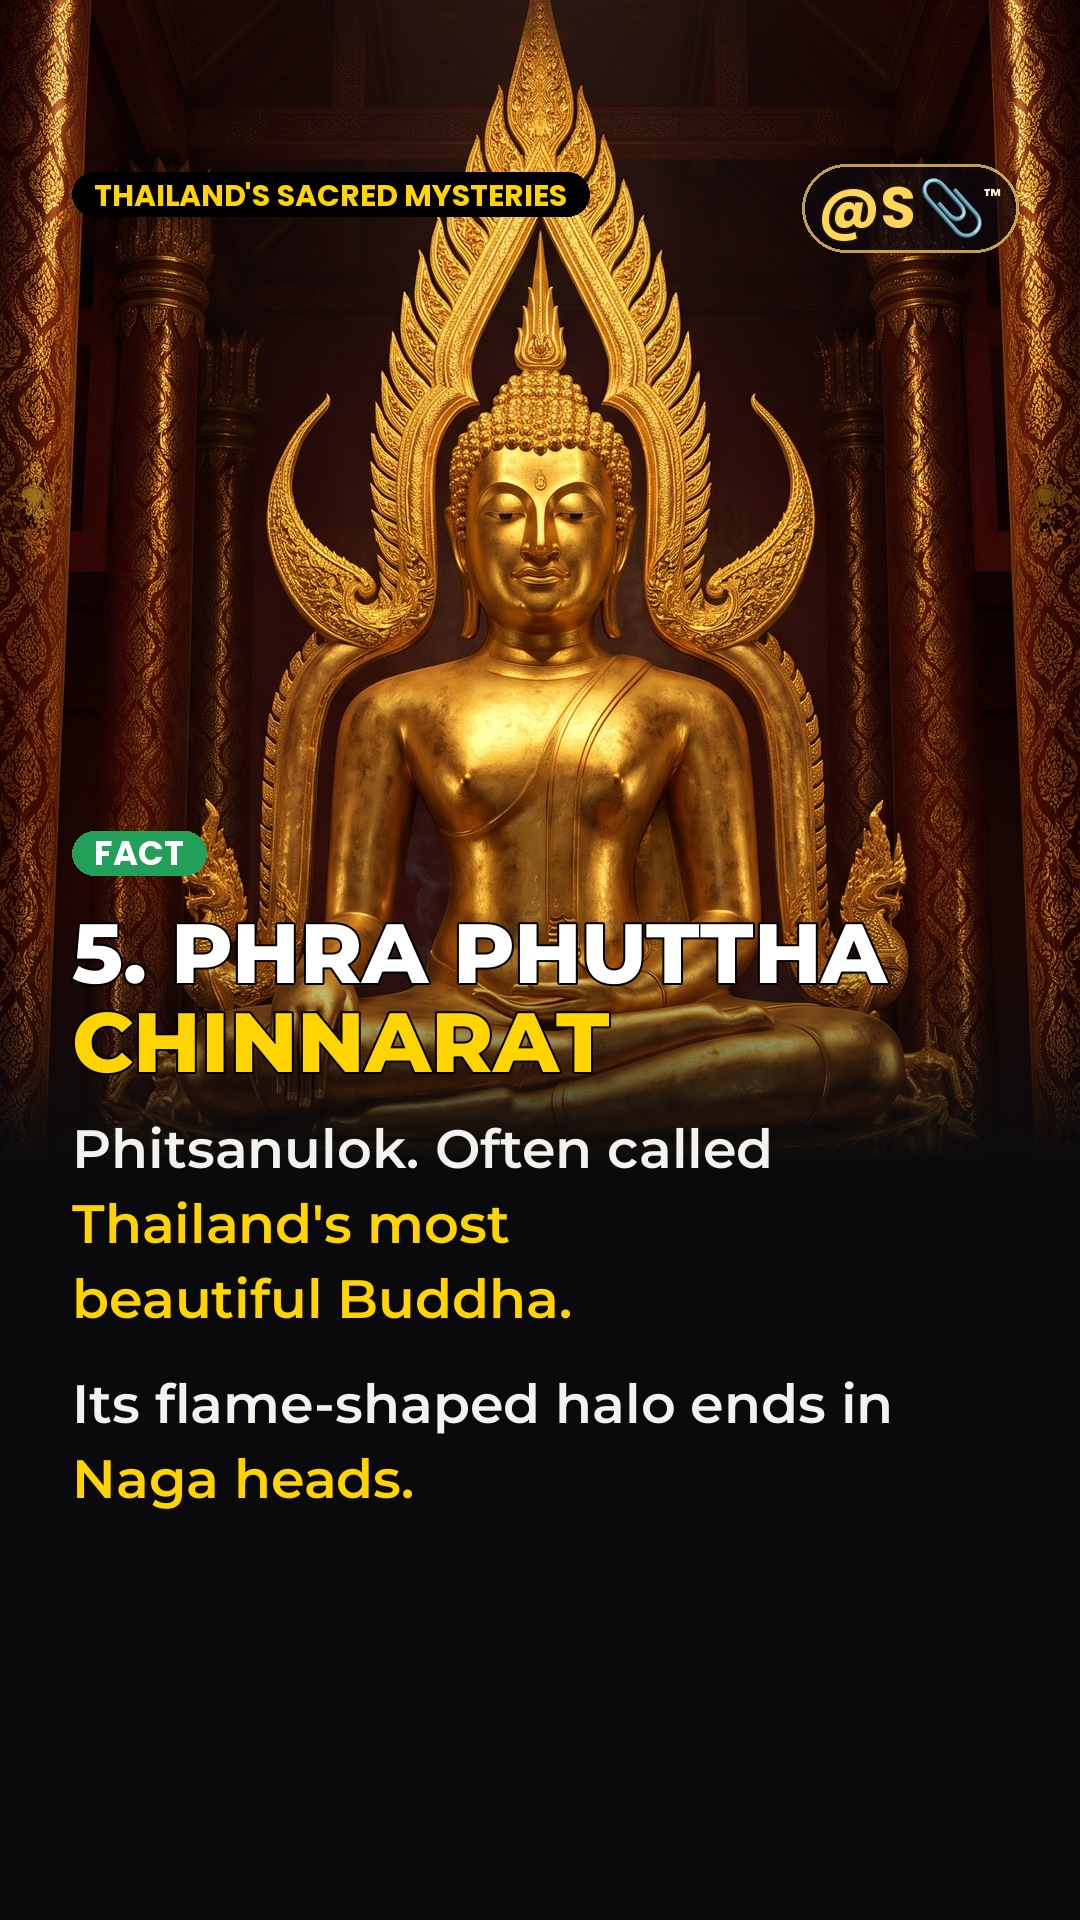 THAILAND'S SACRED MYSTERIES
@S📎™
FACT
5. PHRA PHUTTHA
CHINNARAT
Phitsanulok. Often called
Thailand's most
beautiful Buddha.
Its flame-shaped halo ends in
Naga heads.